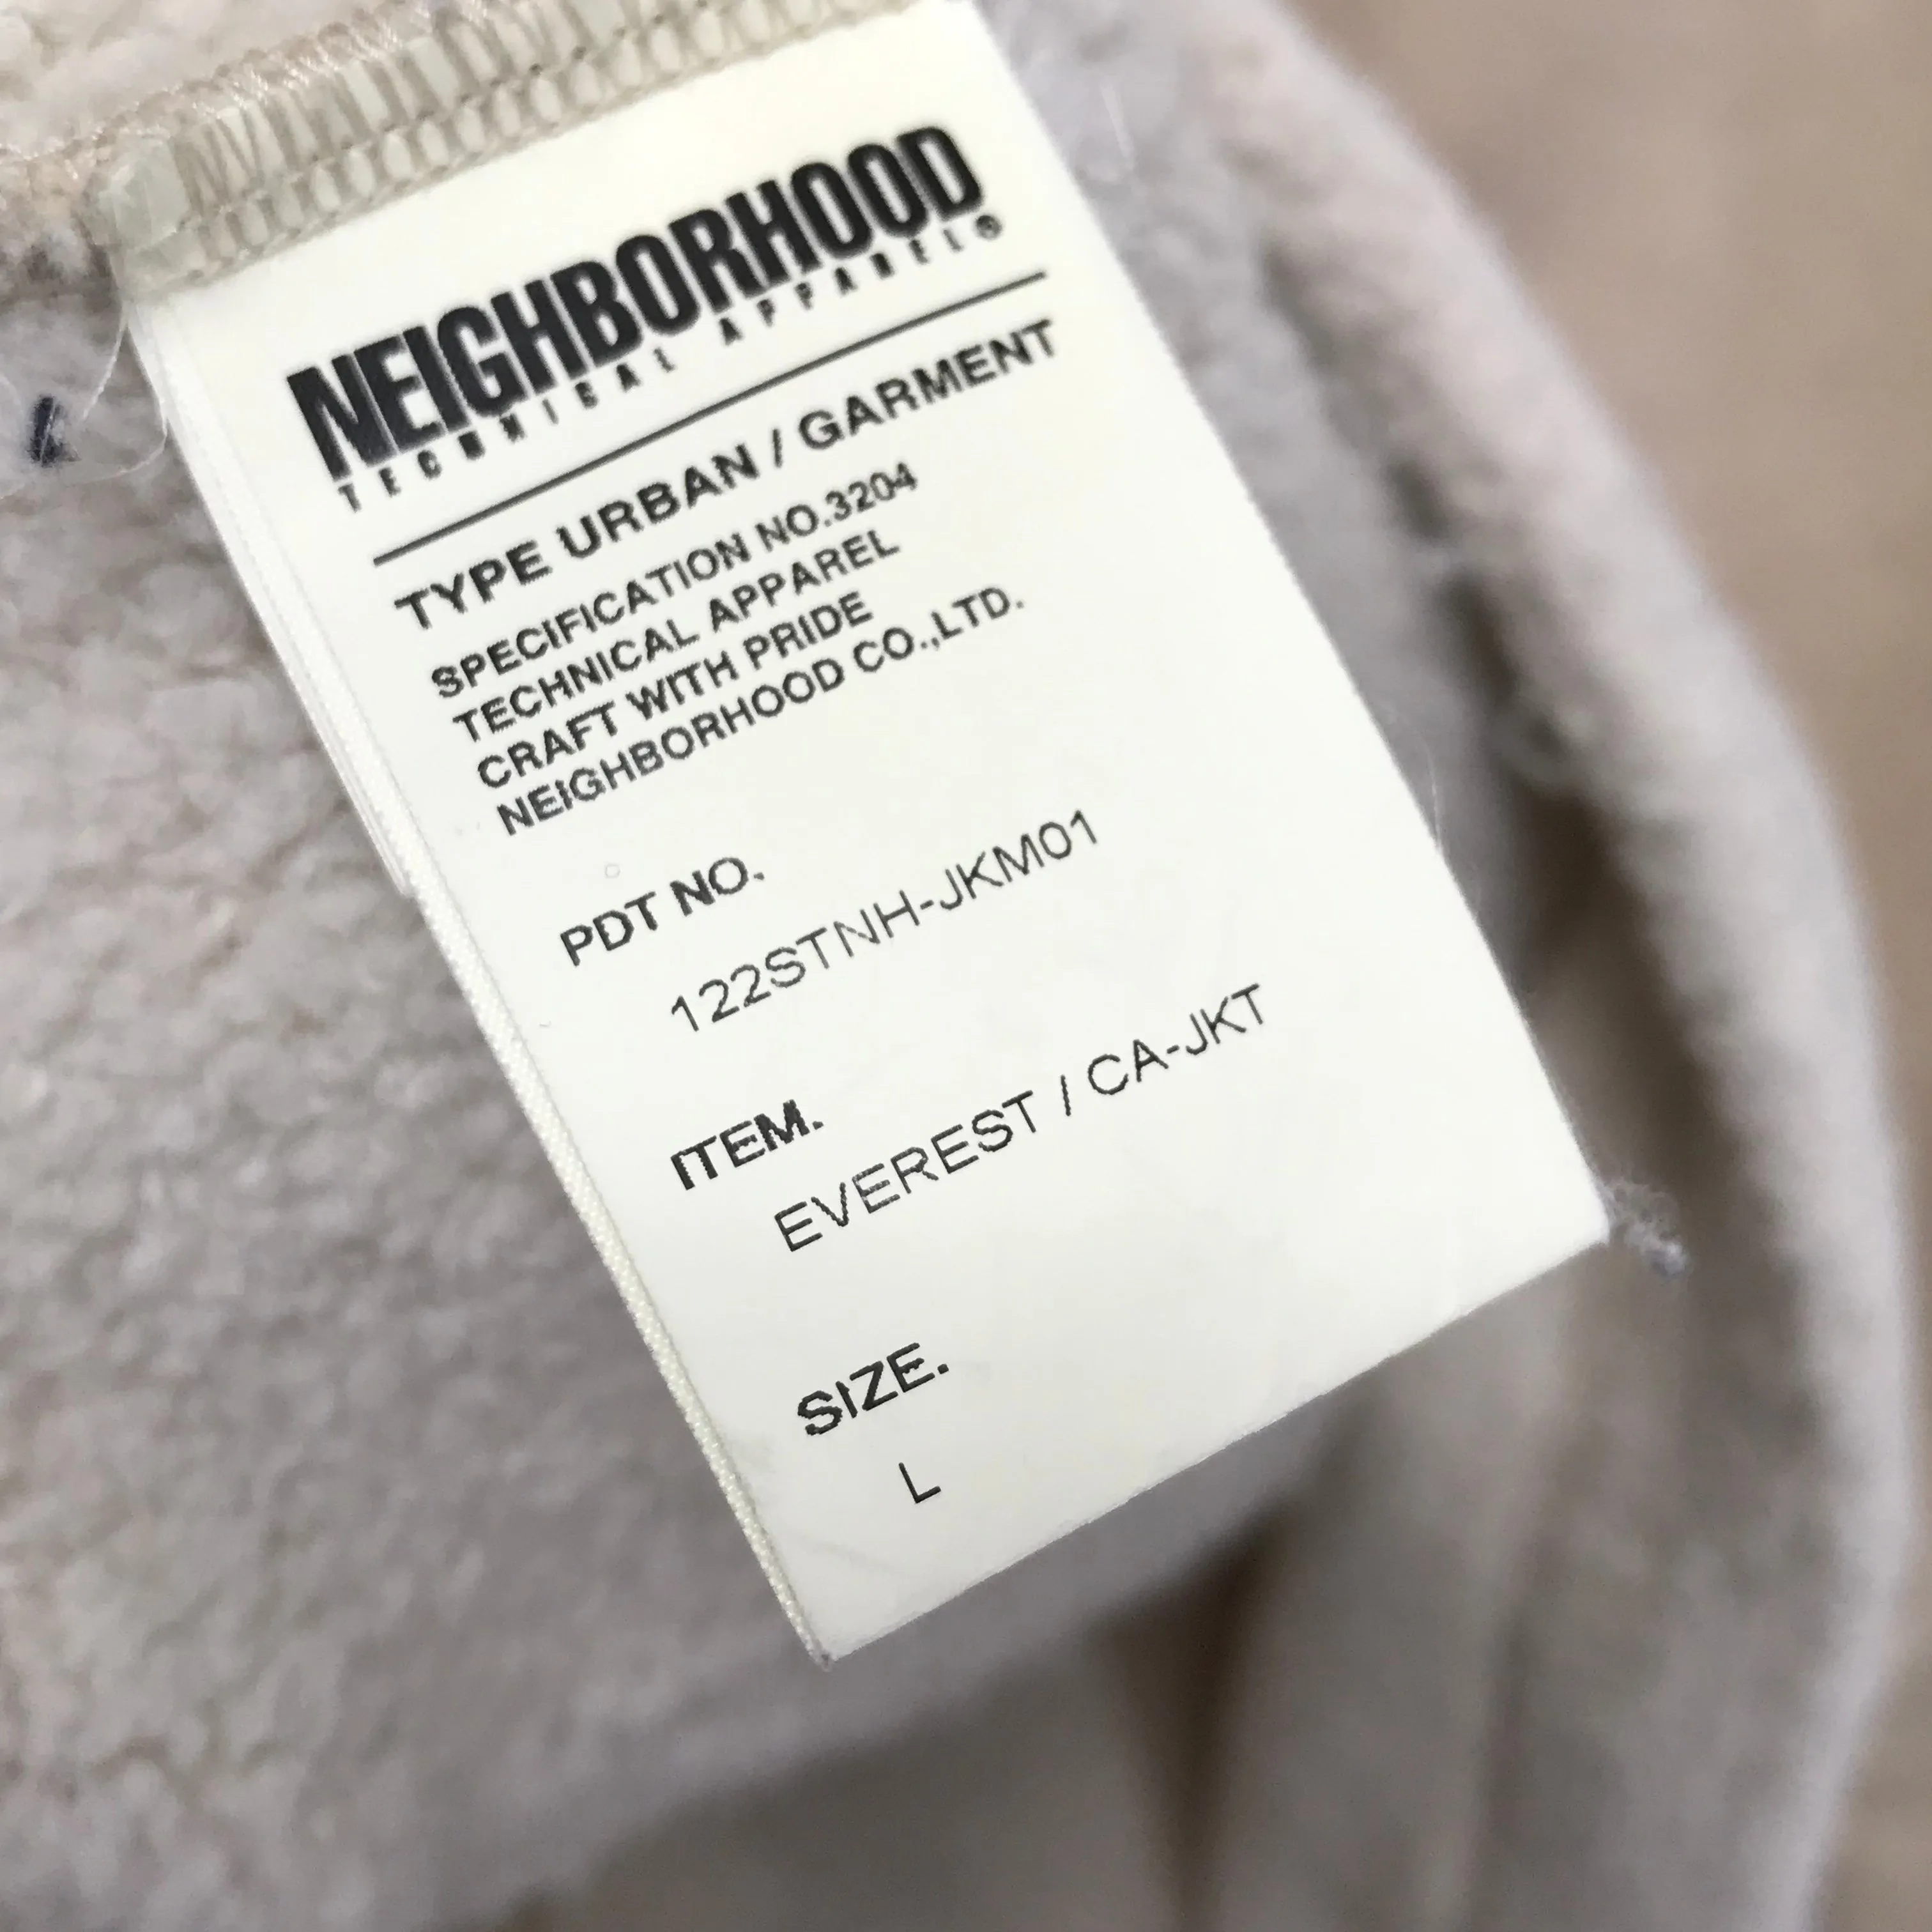 NEIGHBORHOOD
TECHNICAL APPAREL®
TYPE URBAN / GARMENT
SPECIFICATION NO.3204
TECHNICAL APPAREL
CRAFT WITH PRIDE
NEIGHBORHOOD CO.,LTD.
PDT NO.
122STNH-JKM01
ITEM.
EVEREST / CA-JKT
SIZE.
L